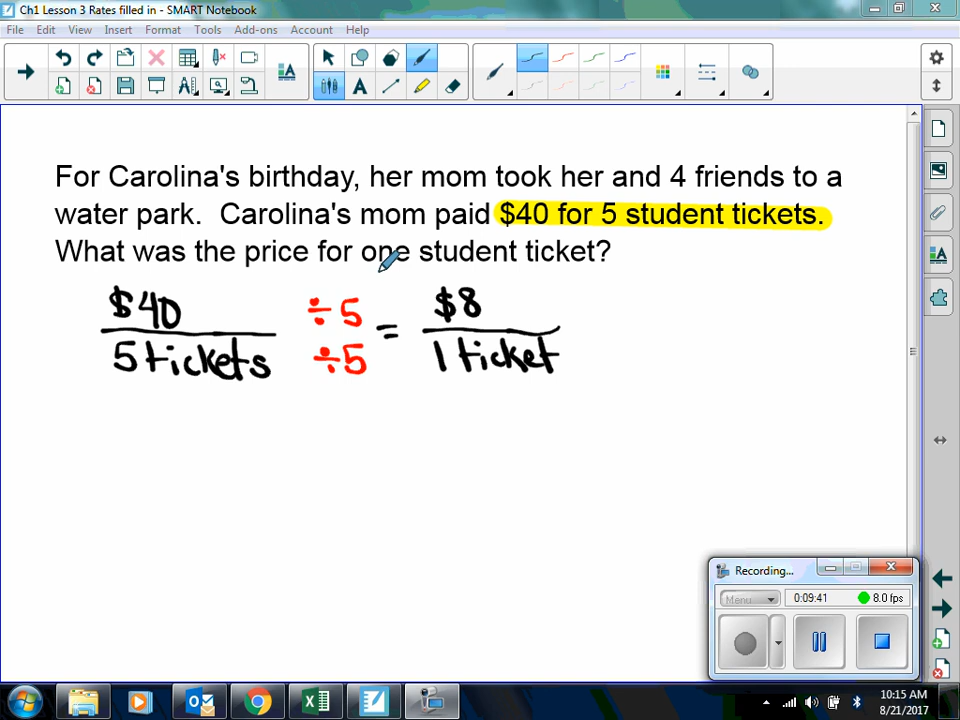 Ch1 Lesson 3 Rates filled in - SMART Notebook
File Edit View Insert Format Tools Add-ons Account Help
For Carolina's birthday, her mom took her and 4 friends to a
water park. Carolina's mom paid $40 for 5 student tickets.
What was the price for one student ticket?
$40 ÷5 = $8
5 tickets ÷5 1 ticket
Recording...
Menu 0:09:41 8.0 fps
10:15 AM
8/21/2017